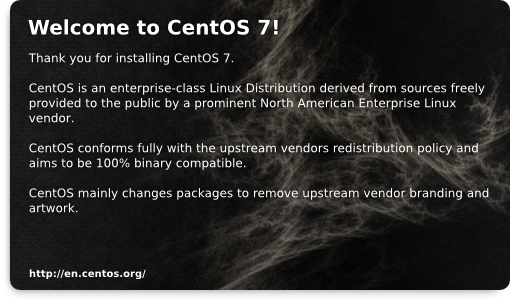 Welcome to CentOS 7!
Thank you for installing CentOS 7.
CentOS is an enterprise-class Linux Distribution derived from sources freely
provided to the public by a prominent North American Enterprise Linux
vendor.
CentOS conforms fully with the upstream vendors redistribution policy and
aims to be 100% binary compatible.
CentOS mainly changes packages to remove upstream vendor branding and
artwork.
http://en.centos.org/